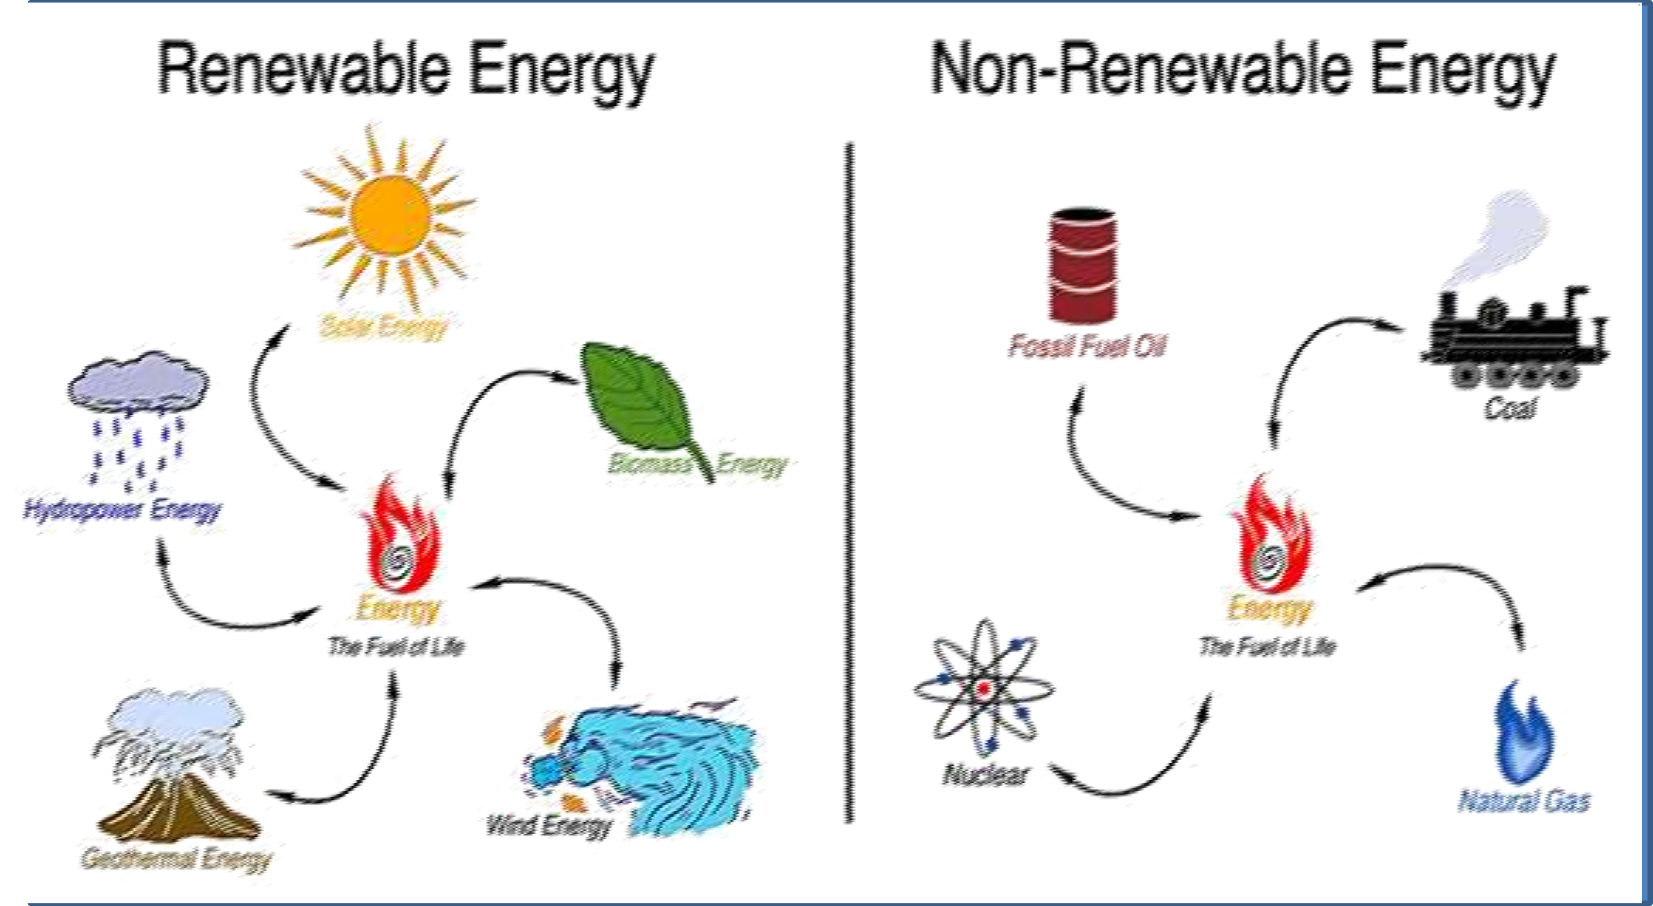 Renewable Energy
Non-Renewable Energy
Solar Energy
Fossil Fuel Oil
Coal
Biomass Energy
Hydropower Energy
Energy
The Fuel of Life
Energy
The Fuel of Life
Nuclear
Natural Gas
Wind Energy
Geothermal Energy